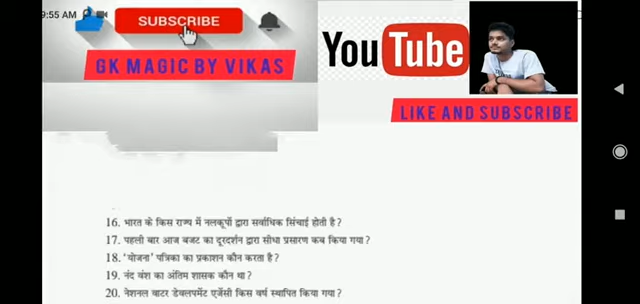 9:55 AM
SUBSCRIBE
GK MAGIC BY VIKAS
YouTube
LIKE AND SUBSCRIBE
16. भारत के किस राज्य में नलकूपों द्वारा सर्वाधिक सिंचाई होती है?
17. पहली बार आज बजट का दूरदर्शन द्वारा सीधा प्रसारण कब किया गया?
18. 'योजना' पत्रिका का प्रकाशन कौन करता है?
19. नंद वंश का अंतिम शासक कौन था?
20. नेशनल वाटर डेवलपमेंट एजेंसी किस वर्ष स्थापित किया गया?